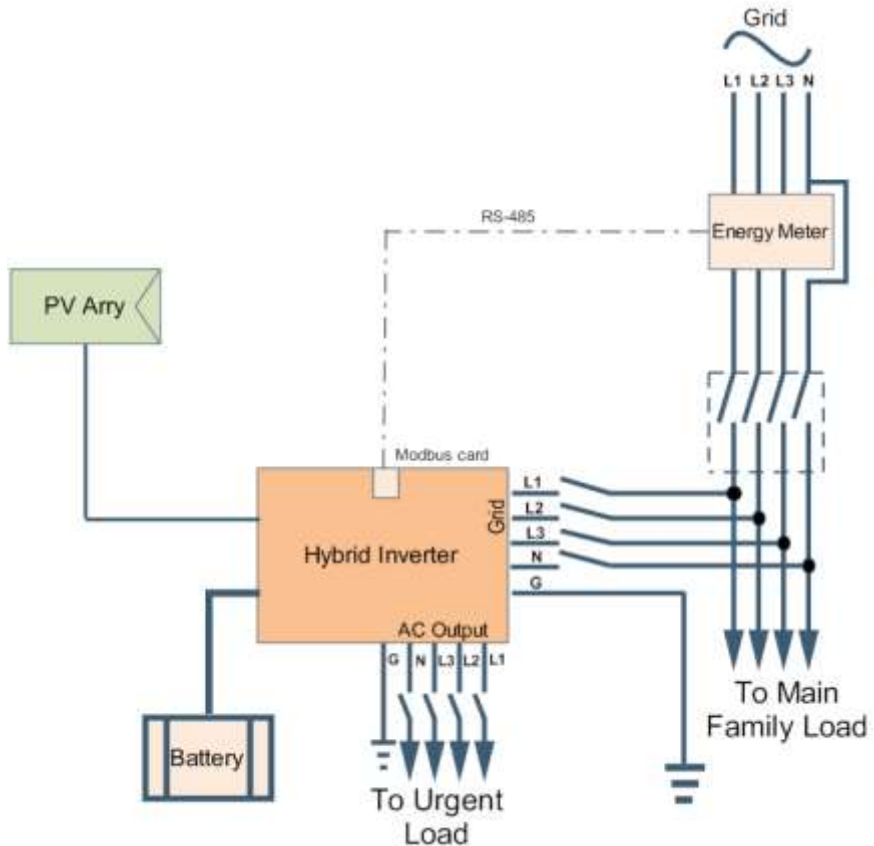 Grid
L1 L2 L3 N
RS-485
Energy Meter
PV Arry
Modbus card
L1
L2
L3
N
G
Grid
Hybrid Inverter
AC Output
G N L3 L2 L1
Battery
To Urgent
Load
To Main
Family Load